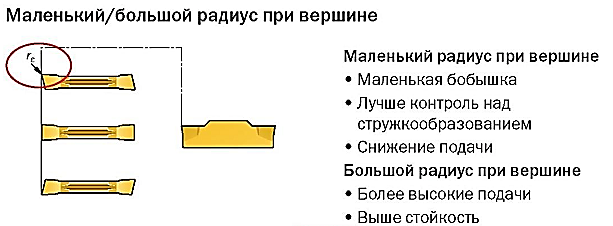 Маленький/большой радиус при вершине
rε
Маленький радиус при вершине
• Маленькая бобышка
• Лучше контроль над
стружкообразованием
• Снижение подачи
Большой радиус при вершине
• Более высокие подачи
• Выше стойкость